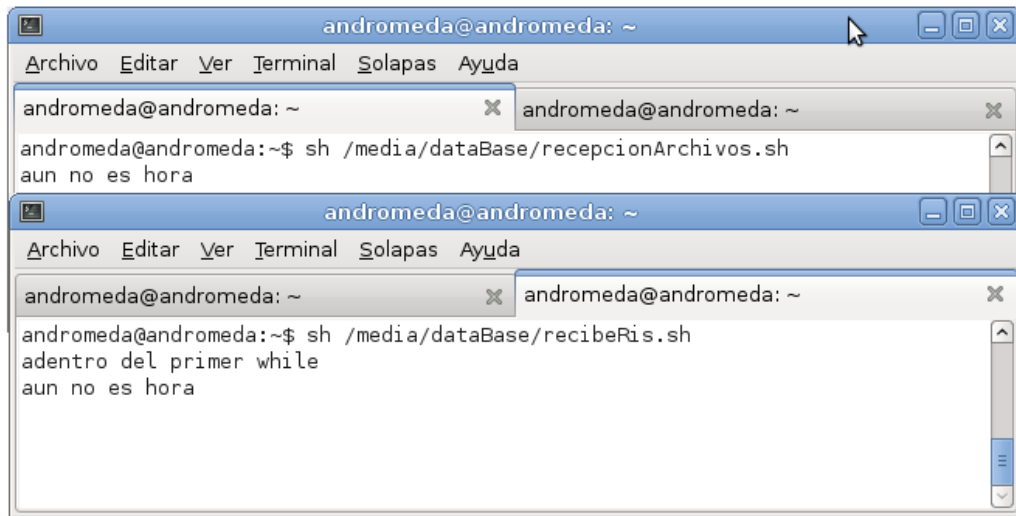 andromeda@andromeda: ~
Archivo Editar Ver Terminal Solapas Ayuda
andromeda@andromeda: ~ andromeda@andromeda: ~
andromeda@andromeda:~$ sh /media/dataBase/recepcionArchivos.sh
aun no es hora
andromeda@andromeda: ~
Archivo Editar Ver Terminal Solapas Ayuda
andromeda@andromeda: ~ andromeda@andromeda: ~
andromeda@andromeda:~$ sh /media/dataBase/recibeRis.sh
adentro del primer while
aun no es hora